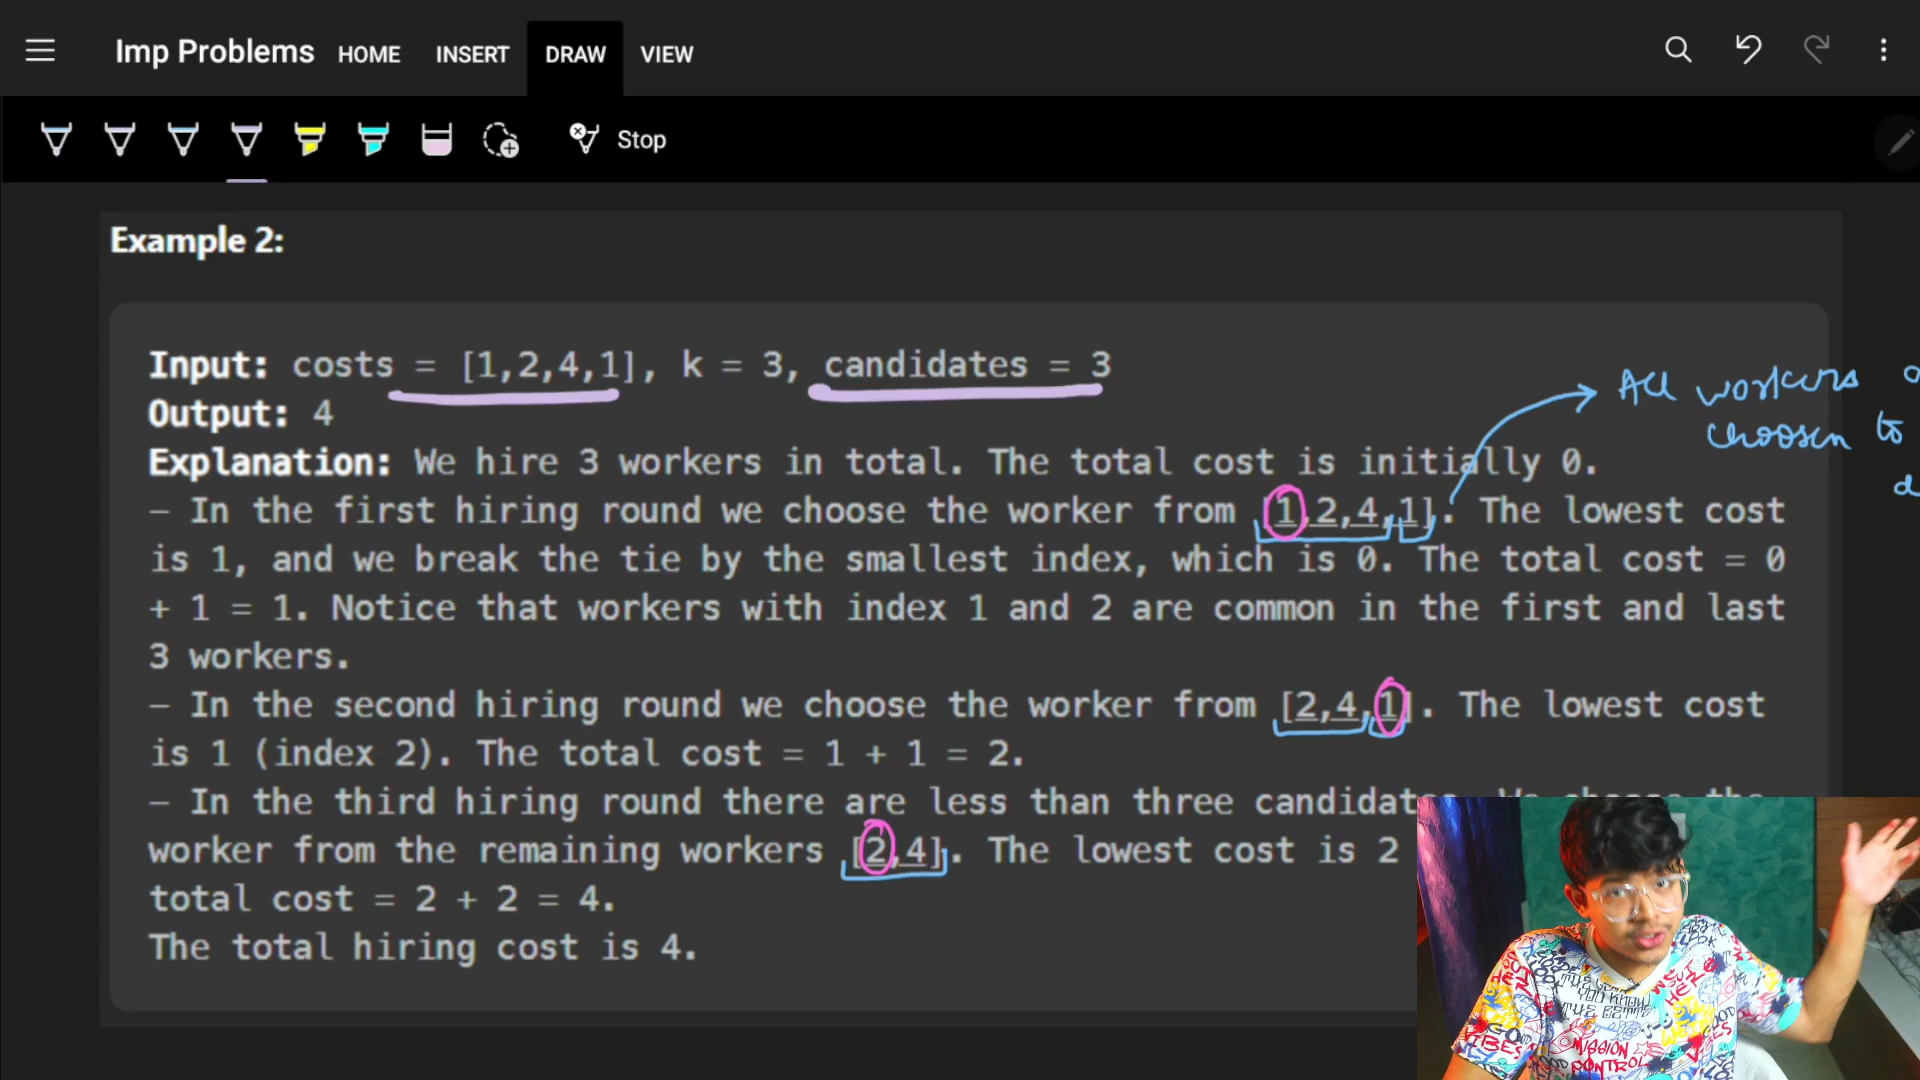 Imp Problems HOME INSERT DRAW VIEW
Stop
Example 2:
Input: costs = [1,2,4,1], k = 3, candidates = 3
Output: 4
All workers
choosen to
Explanation: We hire 3 workers in total. The total cost is initially 0.
– In the first hiring round we choose the worker from [1,2,4,1]. The lowest cost
is 1, and we break the tie by the smallest index, which is 0. The total cost = 0
+ 1 = 1. Notice that workers with index 1 and 2 are common in the first and last
3 workers.
– In the second hiring round we choose the worker from [2,4,1]. The lowest cost
is 1 (index 2). The total cost = 1 + 1 = 2.
– In the third hiring round there are less than three candidates. We choose the
worker from the remaining workers [2,4]. The lowest cost is 2
total cost = 2 + 2 = 4.
The total hiring cost is 4.
MISSION
CONTROL